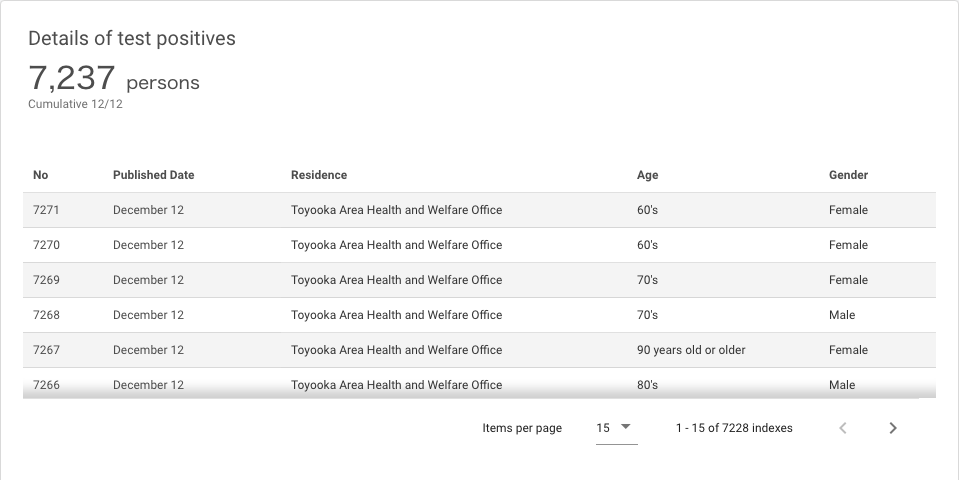 Details of test positives
7,237 persons
Cumulative 12/12
No Published Date Residence Age Gender
7271 December 12 Toyooka Area Health and Welfare Office 60's Female
7270 December 12 Toyooka Area Health and Welfare Office 60's Female
7269 December 12 Toyooka Area Health and Welfare Office 70's Female
7268 December 12 Toyooka Area Health and Welfare Office 70's Male
7267 December 12 Toyooka Area Health and Welfare Office 90 years old or older Female
7266 December 12 Toyooka Area Health and Welfare Office 80's Male
Items per page 15 1 - 15 of 7228 indexes